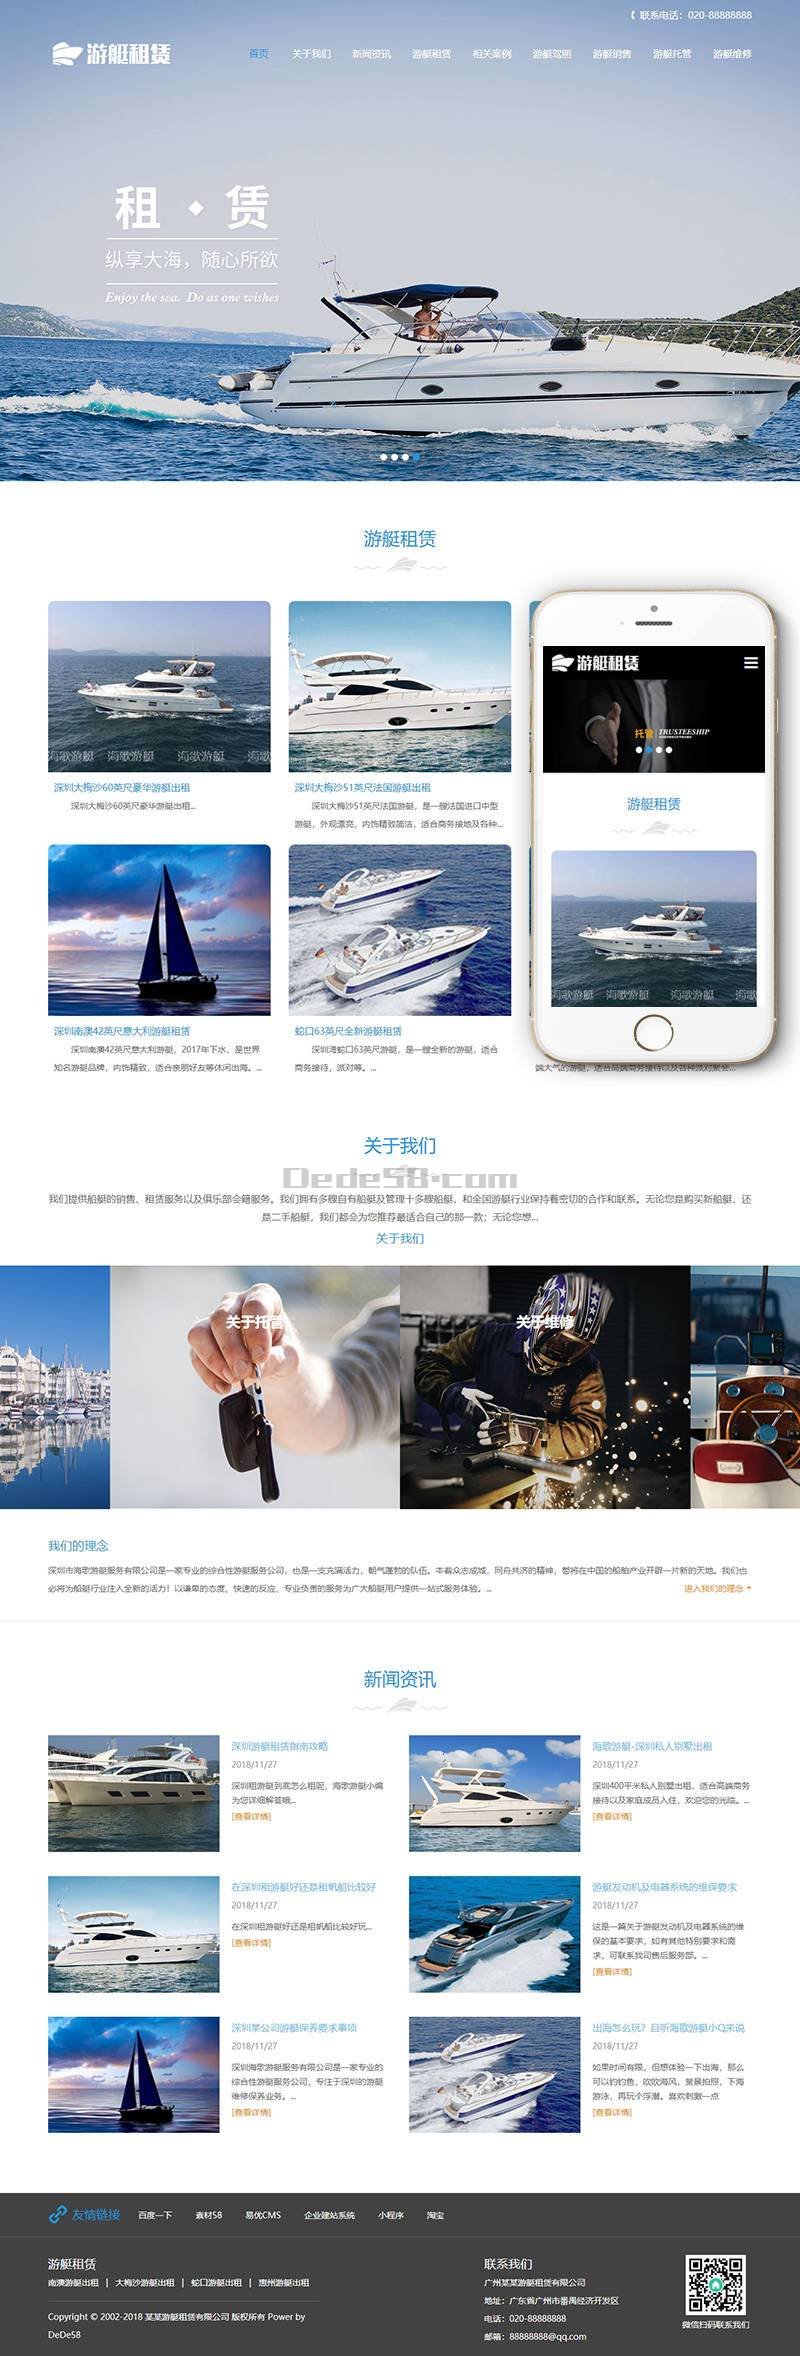 联系电话：020-88888888
游艇租赁
首页 关于我们 新闻资讯 游艇租赁 相关案例 游艇驾照 游艇销售 游艇托管 游艇维修
租 · 赁
纵享大海，随心所欲
Enjoy the sea. Do as one wishes
游艇租赁
海歌游艇 海歌游艇
深圳大梅沙60英尺豪华游艇出租
深圳大梅沙60英尺豪华游艇出租...
深圳大梅沙51英尺法国游艇出租
深圳大梅沙51英尺法国游艇，是一艘法国进口中型
游艇，外观漂亮，内饰精致简洁，适合商务接地及各种...
游艇租赁
托管 TRUSTEESHIP
游艇租赁
海歌游艇 海歌游艇
深圳南澳42英尺意大利游艇租赁
深圳南澳42英尺意大利游艇，2017年下水，是世界
知名游艇品牌，内饰精致，适合亲朋好友等休闲出海。...
蛇口63英尺全新游艇租赁
深圳湾蛇口63英尺游艇，是一艘全新的游艇，适合
商务接待，派对等。...
端大气的游艇，适合高端商务接待以及各种派对聚会...
关于我们
Dede58.com
我们提供船艇的销售、租赁服务以及俱乐部会籍服务。我们拥有多艘自有船艇及管理十多艘船艇，和全国游艇行业保持着密切的合作和联系。无论您是购买新船艇，还
是二手船艇，我们都会为您推荐最适合自己的那一款；无论您想...
关于我们
关于托管
关于维修
我们的理念
深圳市海歌游艇服务有限公司是一家专业的综合性游艇服务公司，也是一支充满活力，朝气蓬勃的队伍。本着众志成城，同舟共济的精神，誓将在中国的船舶产业开辟一片新的天地。我们也
必将为船艇行业注入全新的活力！以谦卑的态度、快速的反应、专业负责的服务为广大船艇用户提供一站式服务体验。...
进入我们的理念
新闻资讯
深圳游艇租赁指南攻略
2018/11/27
深圳租游艇到底怎么租呢，海歌游艇小编
为您详细解答哦...
[查看详情]
海歌游艇-深圳私人别墅出租
2018/11/27
深圳400平米私人别墅出租，适合高端商务
接待以及家庭成员入住，欢迎您的光临。...
[查看详情]
在深圳租游艇好还是租帆船比较好
2018/11/27
在深圳租游艇好还是租帆船比较好玩...
[查看详情]
游艇发动机及电器系统的维保要求
2018/11/27
这是一篇关于游艇发动机及电器系统的维
保的基本要求，如有其他特别要求和需
求，可联系我司售后服务部。...
[查看详情]
深圳某公司游艇保养要求事项
2018/11/27
深圳海歌游艇服务有限公司是一家专业的
综合性游艇服务公司，专注于深圳的游艇
维修保养业务。...
[查看详情]
出海怎么玩？且听海歌游艇小Q来说
2018/11/27
如果时间有限，但想体验一下出海，那么
可以钓钓鱼，吹吹海风，赏景拍照，下海
游泳，再玩个浮潜。喜欢刺激一点
[查看详情]
友情链接 百度一下 素材58 易优CMS 企业建站系统 小程序 淘宝
游艇租赁
南澳游艇出租 | 大梅沙游艇出租 | 蛇口游艇出租 | 惠州游艇出租
Copyright © 2002-2018 某某游艇租赁有限公司 版权所有 Power by
DeDe58
联系我们
广州某某游艇租赁有限公司
地址：广东省广州市番禺经济开发区
电话：020-88888888
邮箱：88888888@qq.com
微信扫码联系我们